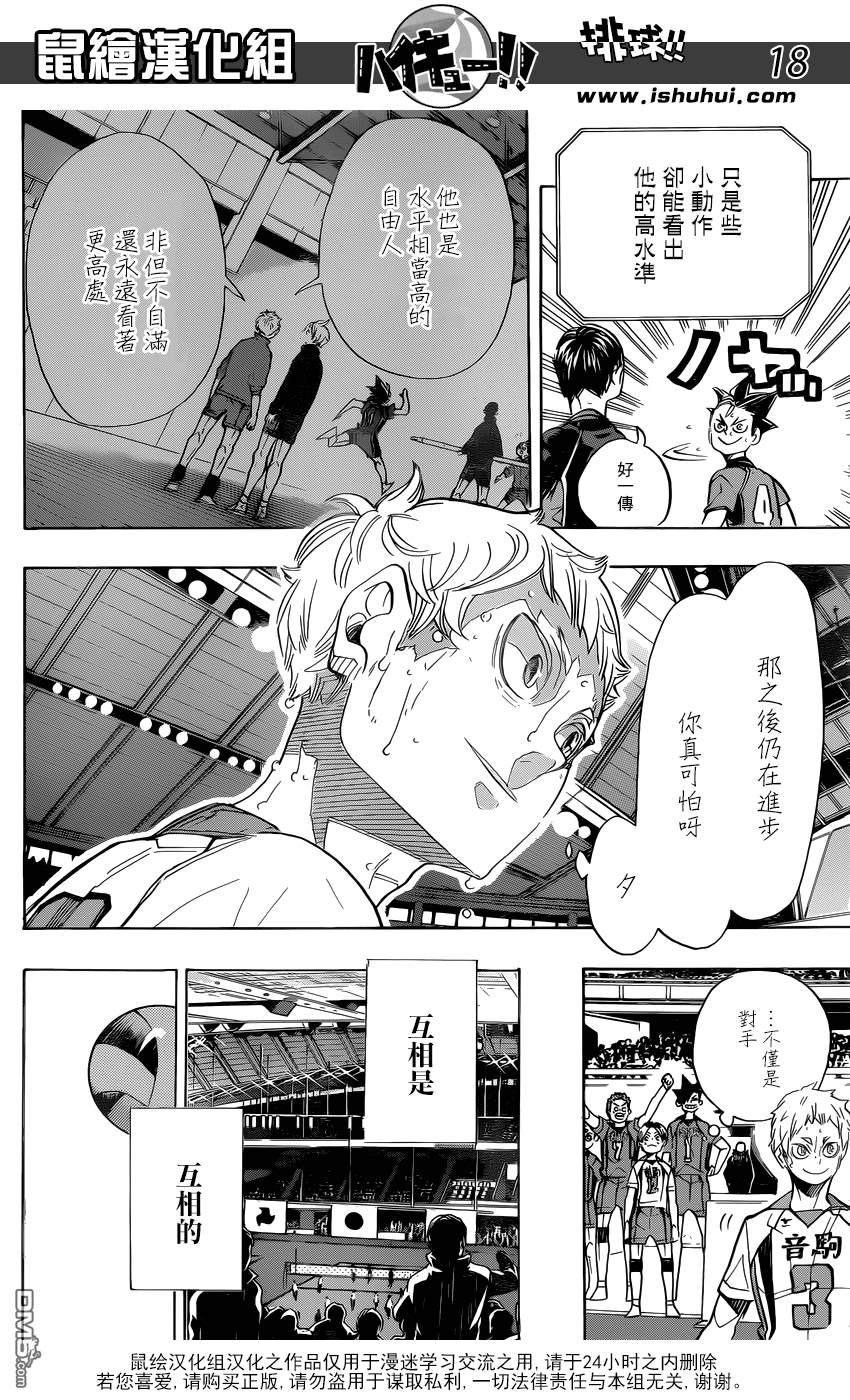 鼠繪漢化組
ハイキュー!!
排球!!
18
www.ishuhui.com
只是些
小動作
卻能看出
他的高水準
ノヤ
好一傳
他也是
水平相當高的
自由人
非但不自滿
還永遠看著
更高處
那之後仍在進步
你真可怕呀
夕
…不僅是
對手
7
音駒
3
互相是
互相的
DM5
鼠绘汉化组汉化之作品仅用于漫迷学习交流之用, 请于24小时之内删除
若您喜爱, 请购买正版, 请勿盗用于谋取私利, 一切法律责任与本组无关, 谢谢。